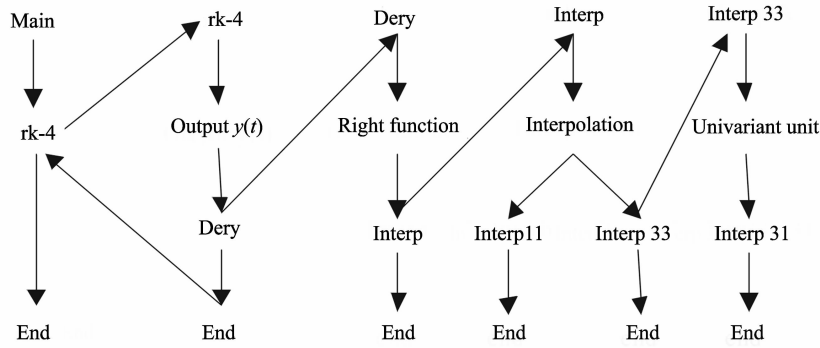 Main
rk-4
Dery
Interp
Interp 33
rk-4
Output y(t)
Right function
Interpolation
Univariant unit
Dery
Interp
Interp11
Interp 33
Interp 31
End
End
End
End
End
End